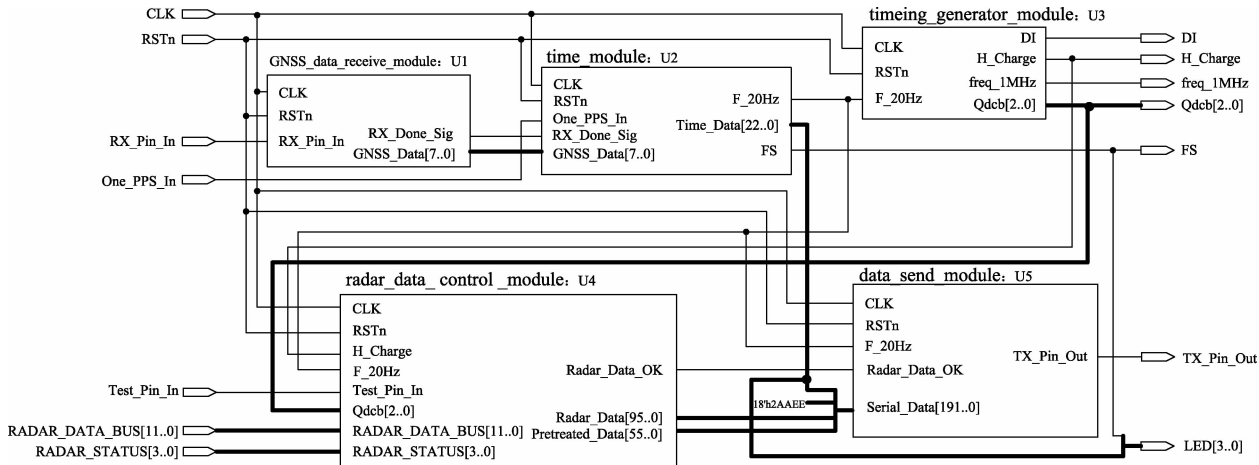 CLK
RSTn
RX_Pin_In
One_PPS_In
GNSS_data_receive_module: U1
CLK
RSTn
RX_Pin_In
RX_Done_Sig
GNSS_Data[7..0]
time_module: U2
CLK
RSTn
One_PPS_In
RX_Done_Sig
GNSS_Data[7..0]
F_20Hz
Time_Data[22..0]
FS
timeing_generator_module: U3
CLK
RSTn
F_20Hz
DI
H_Charge
freq_1MHz
Qdcb[2..0]
DI
H_Charge
freq_1MHz
Qdcb[2..0]
FS
Test_Pin_In
RADAR_DATA_BUS[11..0]
RADAR_STATUS[3..0]
radar_data_ control _module: U4
CLK
RSTn
H_Charge
F_20Hz
Test_Pin_In
Qdcb[2..0]
RADAR_DATA_BUS[11..0]
RADAR_STATUS[3..0]
Radar_Data_OK
Radar_Data[95..0]
Pretreated_Data[55..0]
18'h2AAEE
data_send_module: U5
CLK
RSTn
F_20Hz
Radar_Data_OK
Serial_Data[191..0]
TX_Pin_Out
TX_Pin_Out
LED[3..0]